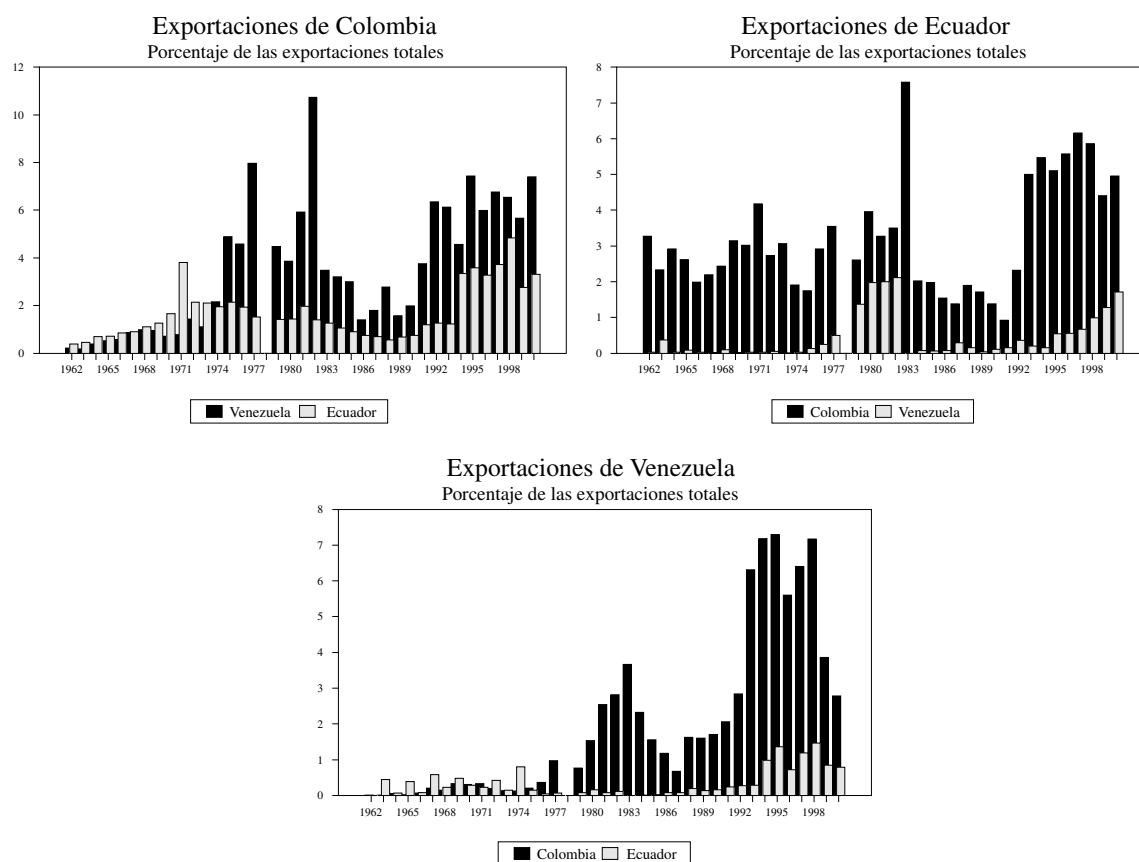 Exportaciones de Colombia
Porcentaje de las exportaciones totales
12
10
8
6
4
2
0
1962 1965 1968 1971 1974 1977 1980 1983 1986 1989 1992 1995 1998
Venezuela Ecuador
Exportaciones de Ecuador
Porcentaje de las exportaciones totales
8
7
6
5
4
3
2
1
0
1962 1965 1968 1971 1974 1977 1980 1983 1986 1989 1992 1995 1998
Colombia Venezuela
Exportaciones de Venezuela
Porcentaje de las exportaciones totales
8
7
6
5
4
3
2
1
0
1962 1965 1968 1971 1974 1977 1980 1983 1986 1989 1992 1995 1998
Colombia Ecuador